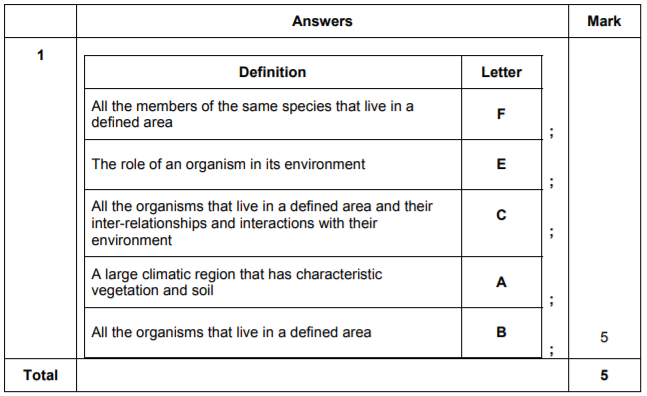 Answers Mark
1
Definition Letter
All the members of the same species that live in a
defined area
F
;
The role of an organism in its environment E
;
All the organisms that live in a defined area and their
inter-relationships and interactions with their
environment
C
;
A large climatic region that has characteristic
vegetation and soil
A
;
All the organisms that live in a defined area B
;
5
Total 5